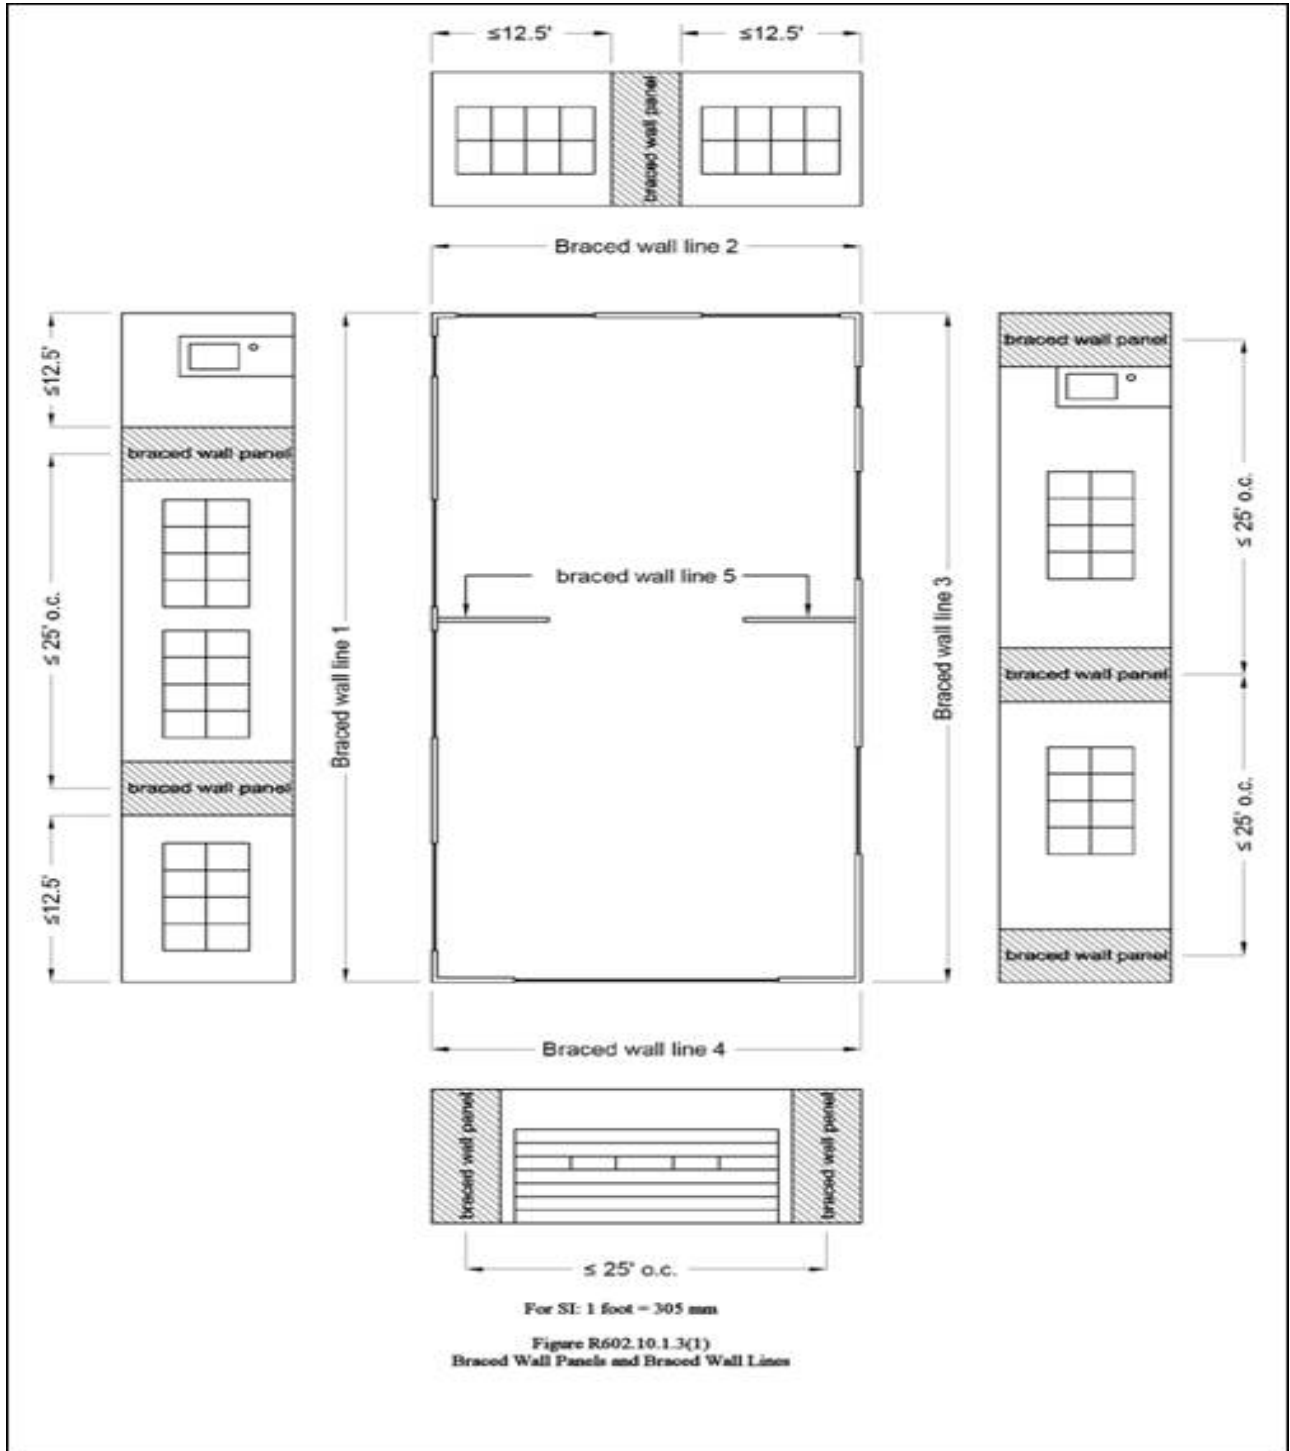 ≤12.5' ≤12.5'
braced wall panel
Braced wall line 2
≤12.5'
braced wall panel
≤ 25' o.c.
braced wall panel
≤12.5'
Braced wall line 1
braced wall line 5
Braced wall line 3
braced wall panel
≤ 25' o.c.
braced wall panel
≤ 25' o.c.
braced wall panel
Braced wall line 4
braced wall panel
braced wall panel
≤ 25' o.c.
For SI: 1 foot = 305 mm
Figure R602.10.1.3(1)
Braced Wall Panels and Braced Wall Lines